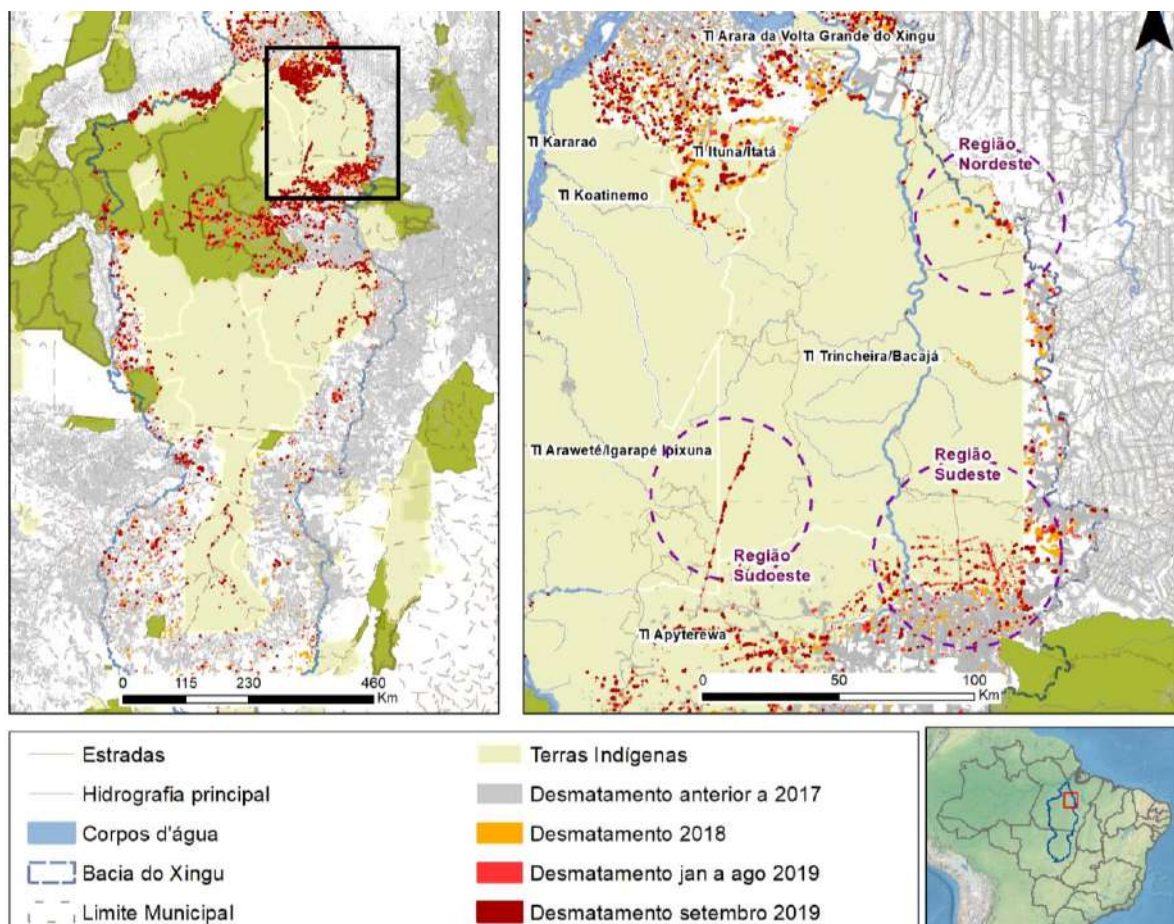 TI Arara da Volta Grande do Xingu
TI Kararaô
TI Ituna/Itatá
Região
Nordeste
TI Koatinemo
TI Trincheira/Bacajá
TI Araweté/Igarapé Ipixuna
Região
Sudeste
Região
Sudoeste
TI Apyterewa
0 115 230 460
Km
0 50 100
Km
Estradas
Hidrografia principal
Corpos d'água
Bacia do Xingu
Limite Municipal
Terras Indígenas
Desmatamento anterior a 2017
Desmatamento 2018
Desmatamento jan a ago 2019
Desmatamento setembro 2019